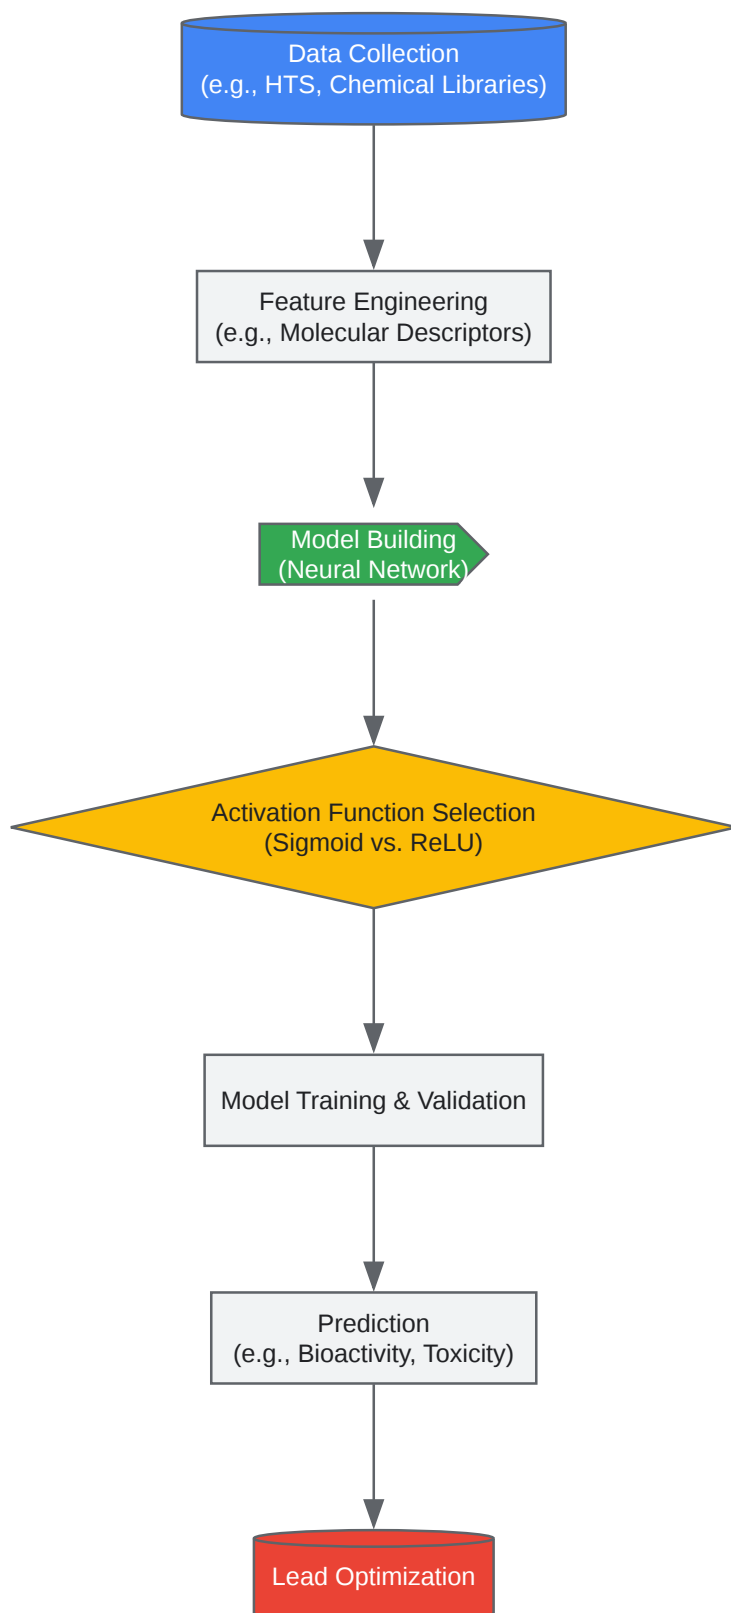 Data Collection
(e.g., HTS, Chemical Libraries)
Feature Engineering
(e.g., Molecular Descriptors)
Model Building
(Neural Network)
Activation Function Selection
(Sigmoid vs. ReLU)
Model Training & Validation
Prediction
(e.g., Bioactivity, Toxicity)
Lead Optimization